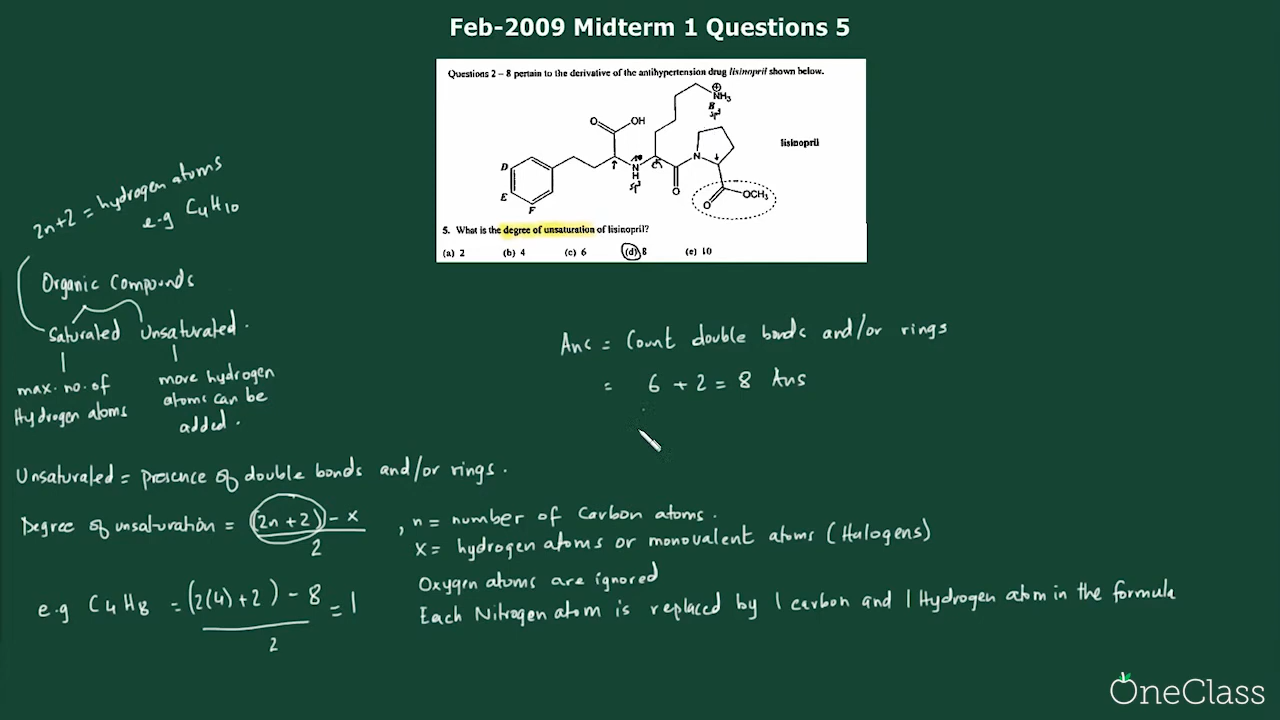 Feb-2009 Midterm 1 Questions 5
Questions 2 – 8 pertain to the derivative of the antihypertension drug lisinopril shown below.
⊕
NH₃
B
sp³
O
OH
N
H
sp³
C
N
O
O
OCH₃
D
E
F
lisinopril
5. What is the degree of unsaturation of lisinopril?
(a) 2 (b) 4 (c) 6 (d) 8 (e) 10
2n+2 = hydrogen atoms
e.g C₄H₁₀
Organic Compounds
Saturated Unsaturated.
max. no. of
Hydrogen atoms
more hydrogen
atoms can be
added.
Ans = Count double bonds and/or rings
= 6 + 2 = 8 Ans
Unsaturated = presence of double bonds and/or rings.
Degree of unsaturation = (2n+2) - x
2
, n = number of Carbon atoms.
x = hydrogen atoms or monovalent atoms (Halogens)
Oxygen atoms are ignored
Each Nitrogen atom is replaced by 1 carbon and 1 Hydrogen atom in the formula
e.g C₄H₈ = (2(4)+2) - 8 = 1
2
OneClass